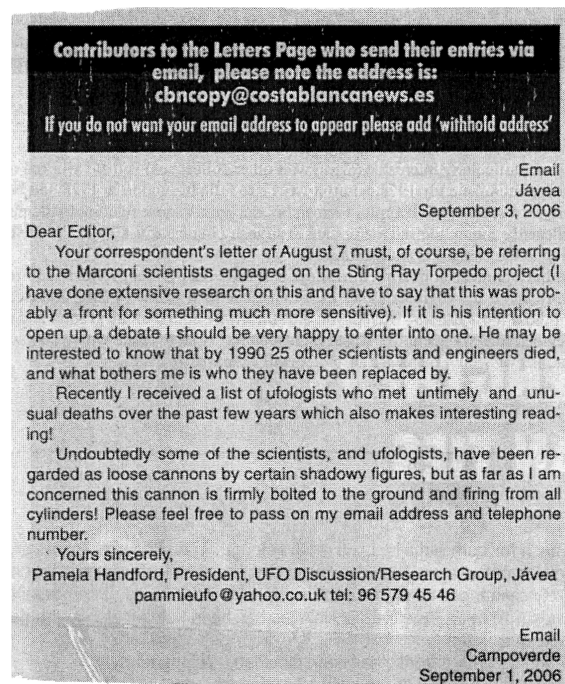 Contributors to the Letters Page who send their entries via
email, please note the address is:
cbncopy@costablancanews.es
If you do not want your email address to appear please add 'withhold address'
Email
Jávea
September 3, 2006
Dear Editor,
Your correspondent's letter of August 7 must, of course, be referring
to the Marconi scientists engaged on the Sting Ray Torpedo project (I
have done extensive research on this and have to say that this was prob-
ably a front for something much more sensitive). If it is his intention to
open up a debate I should be very happy to enter into one. He may be
interested to know that by 1990 25 other scientists and engineers died,
and what bothers me is who they have been replaced by.
Recently I received a list of ufologists who met untimely and unu-
sual deaths over the past few years which also makes interesting read-
ing!
Undoubtedly some of the scientists, and ufologists, have been re-
garded as loose cannons by certain shadowy figures, but as far as I am
concerned this cannon is firmly bolted to the ground and firing from all
cylinders! Please feel free to pass on my email address and telephone
number.
Yours sincerely,
Pamela Handford, President, UFO Discussion/Research Group, Jávea
pammieufo@yahoo.co.uk tel: 96 579 45 46
Email
Campoverde
September 1, 2006